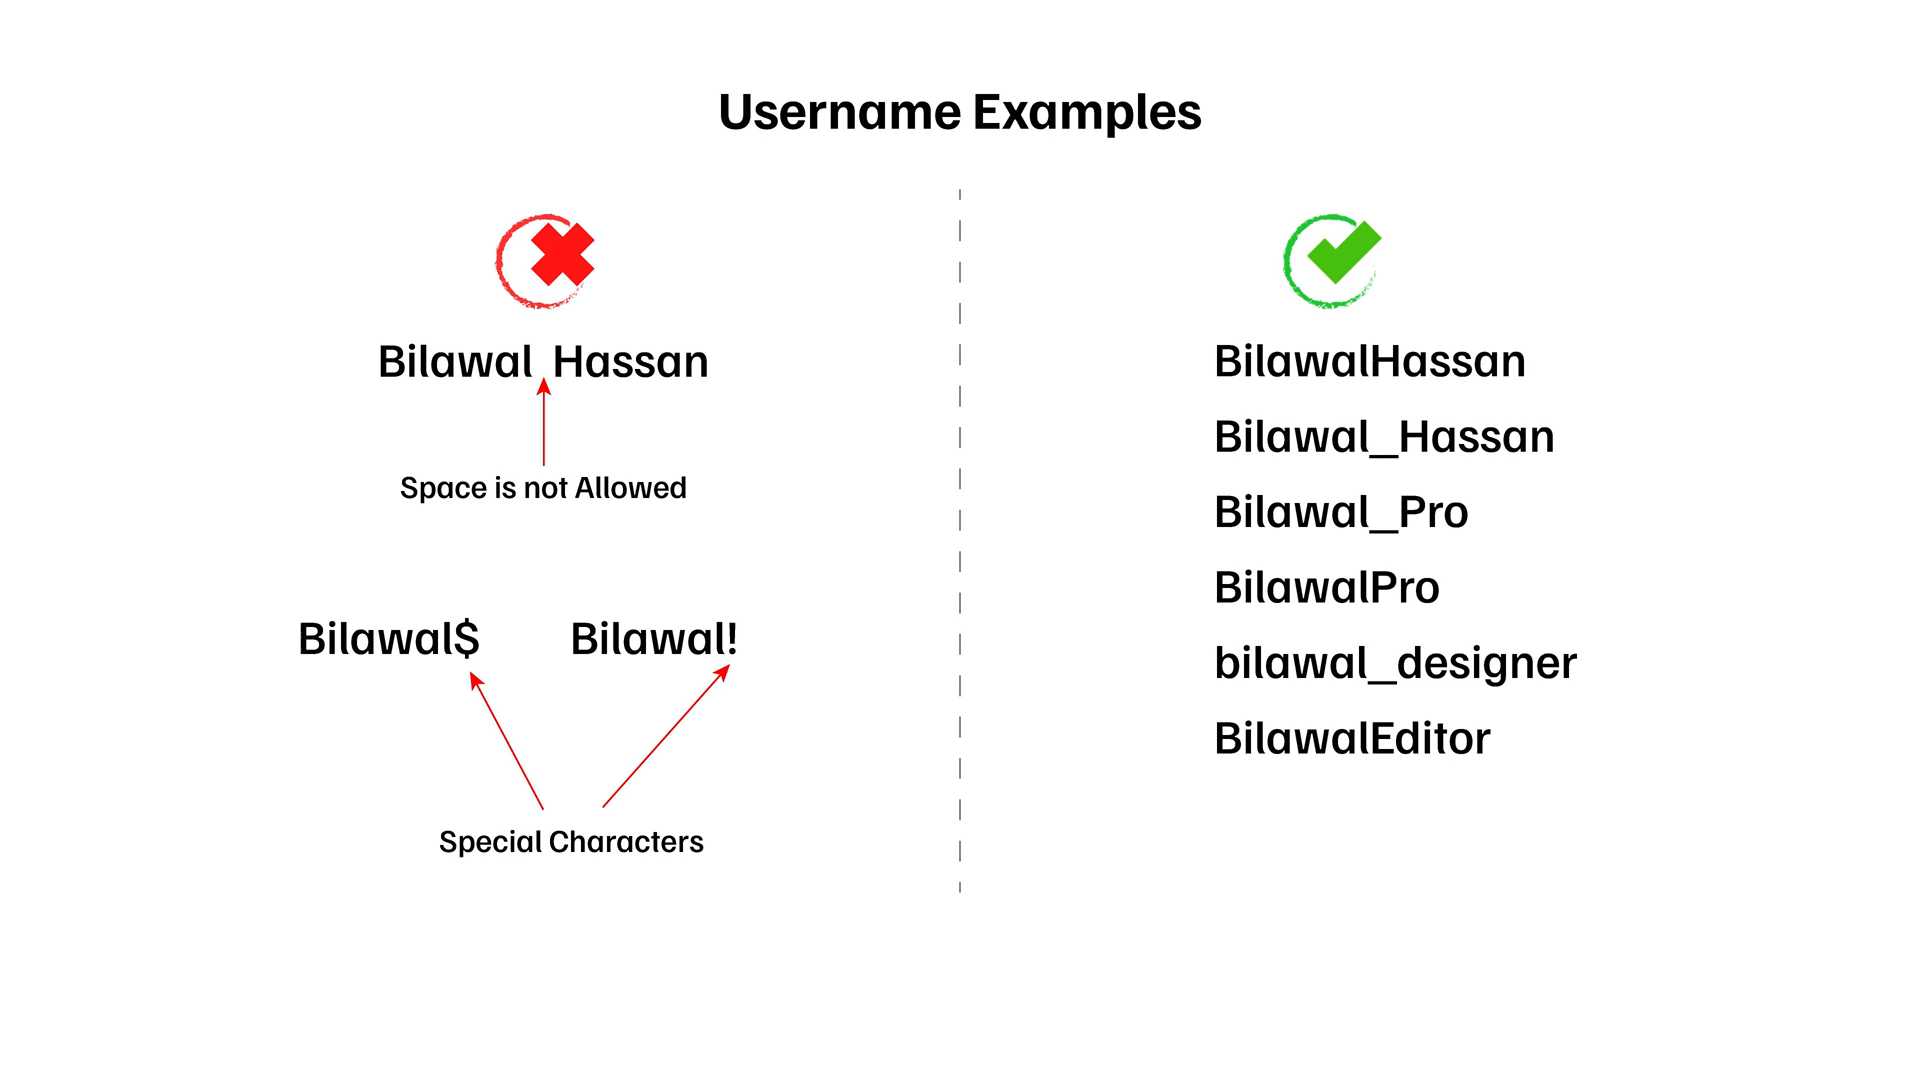 Username Examples
Bilawal Hassan
Space is not Allowed
Bilawal$ Bilawal!
Special Characters
BilawalHassan
Bilawal_Hassan
Bilawal_Pro
BilawalPro
bilawal_designer
BilawalEditor